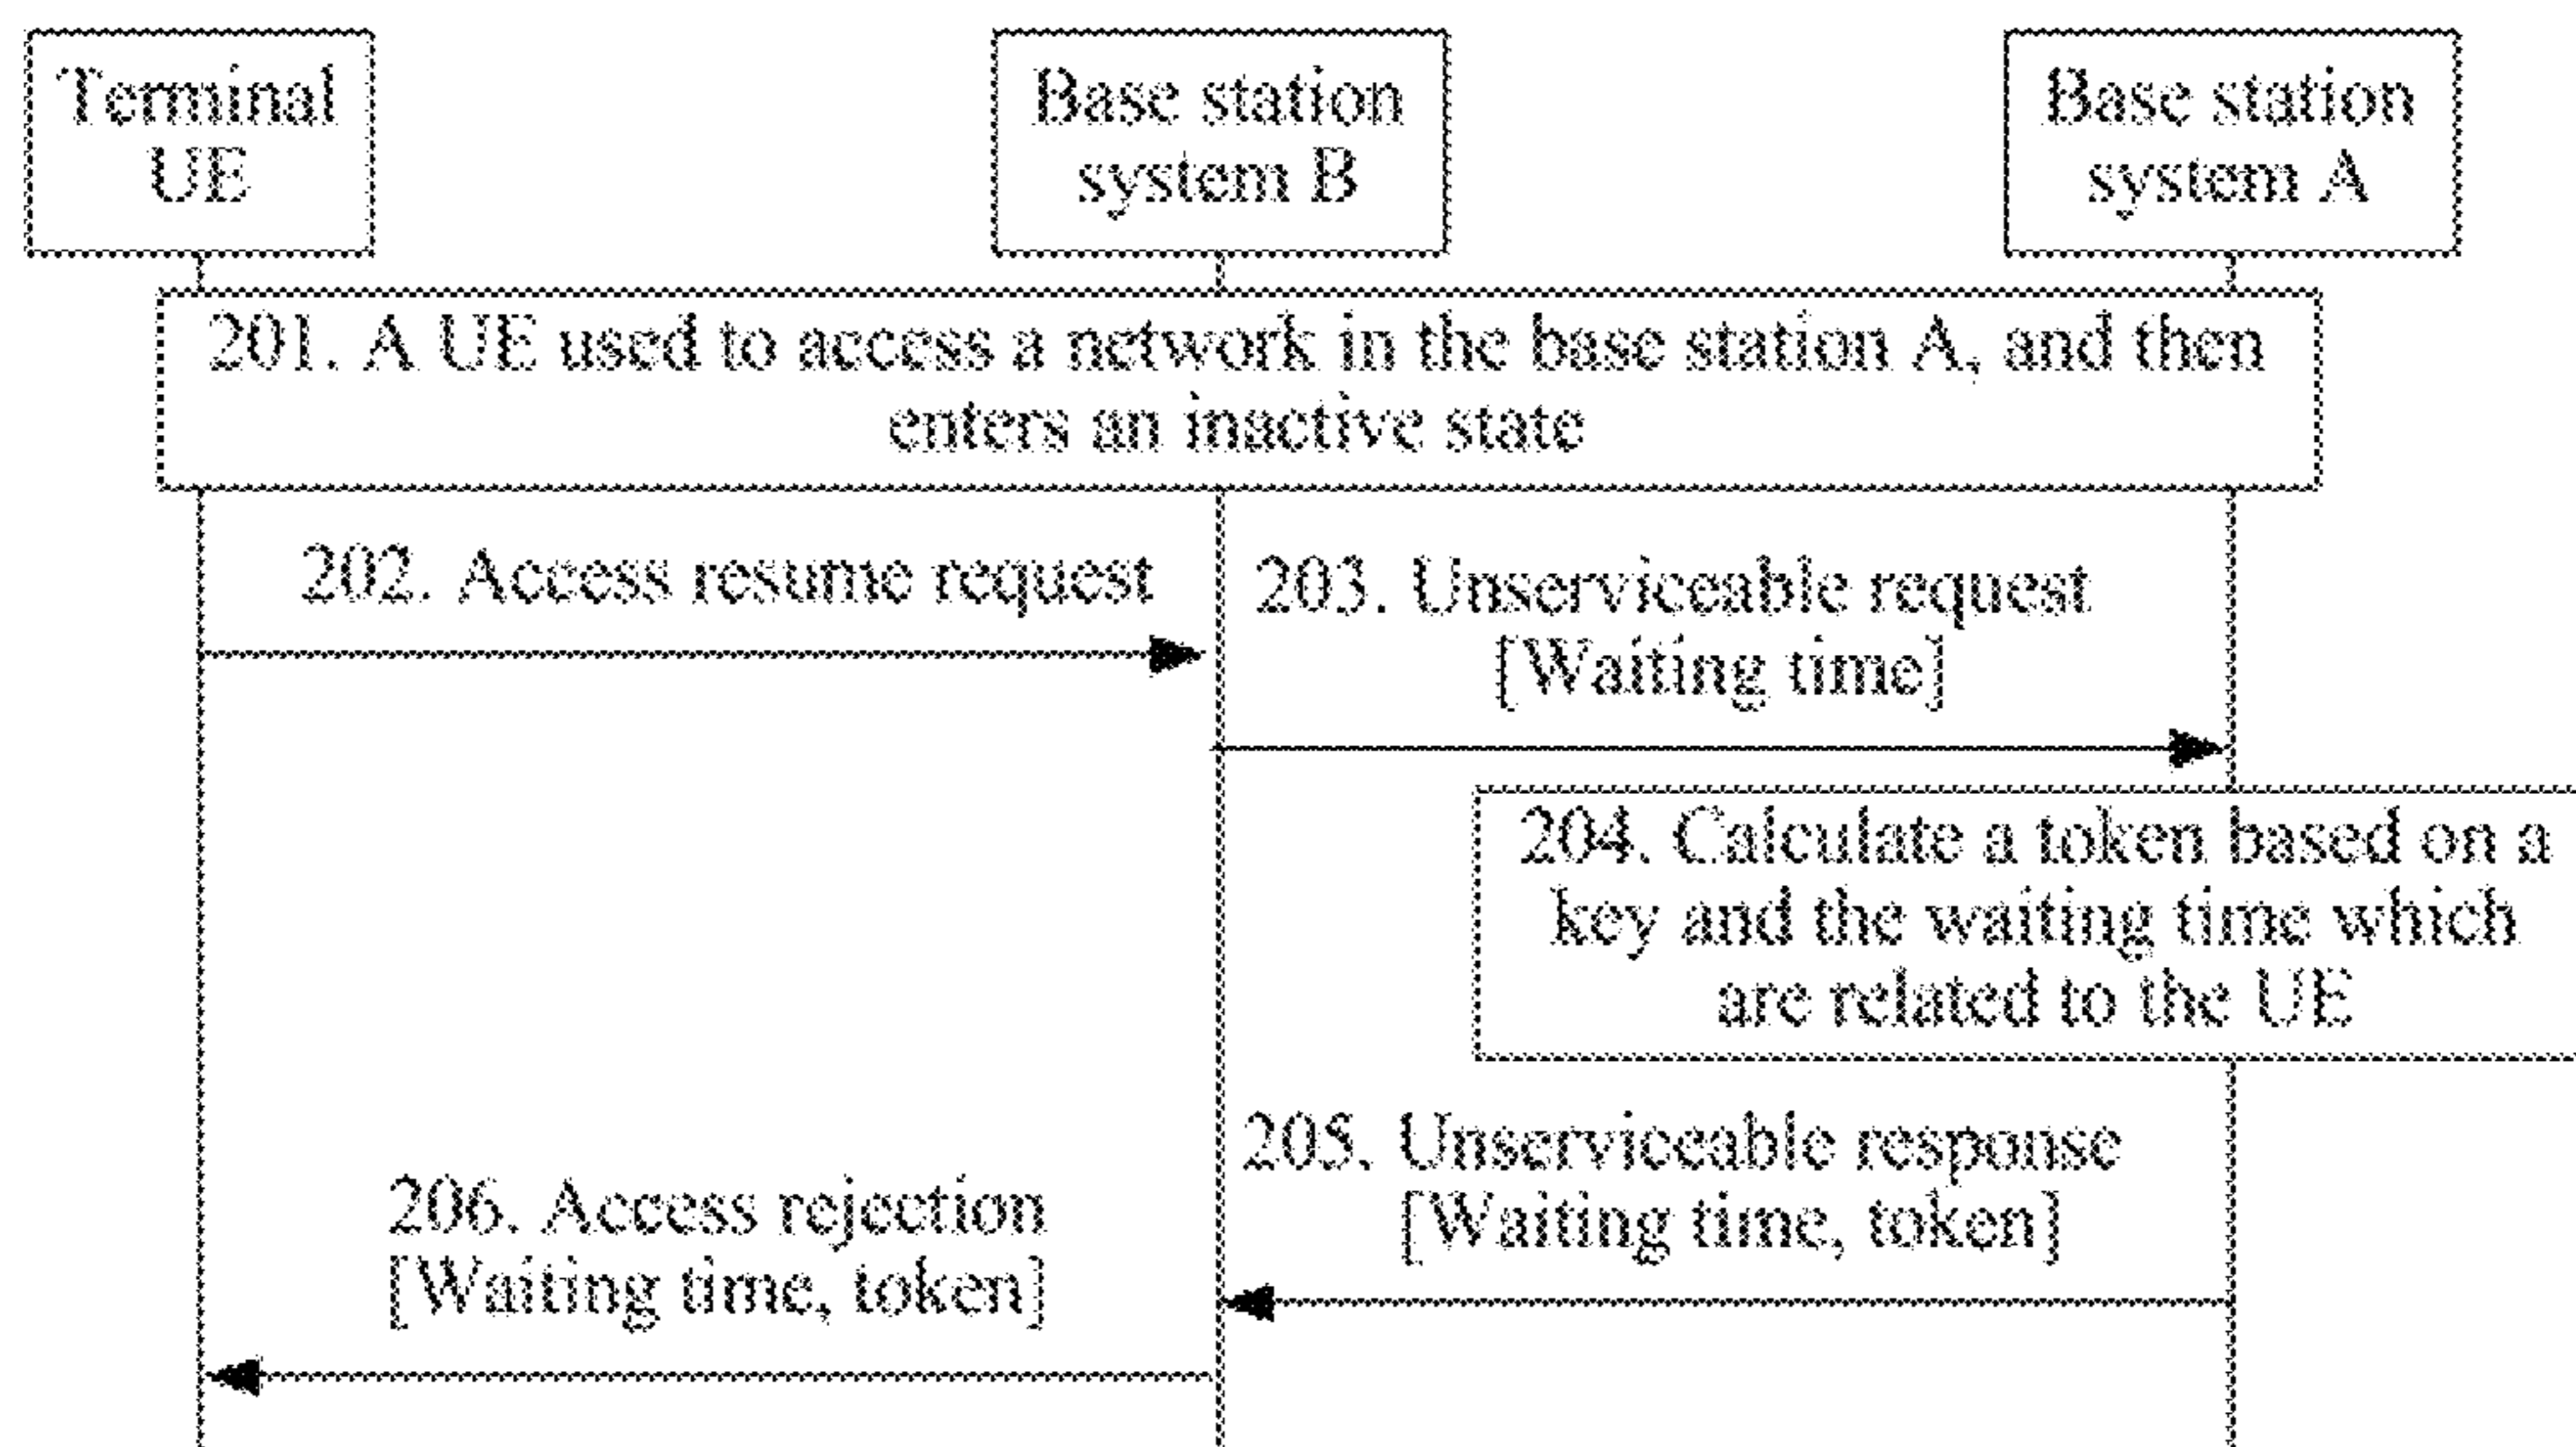 Terminal
UE
Base station
system B
Base station
system A
201. A UE used to access a network in the base station A, and then
enters an inactive state
202. Access resume request
203. Unserviceable request
[Waiting time]
204. Calculate a token based on a
key and the waiting time which
are related to the UE
205. Unserviceable response
[Waiting time, token]
206. Access rejection
[Waiting time, token]